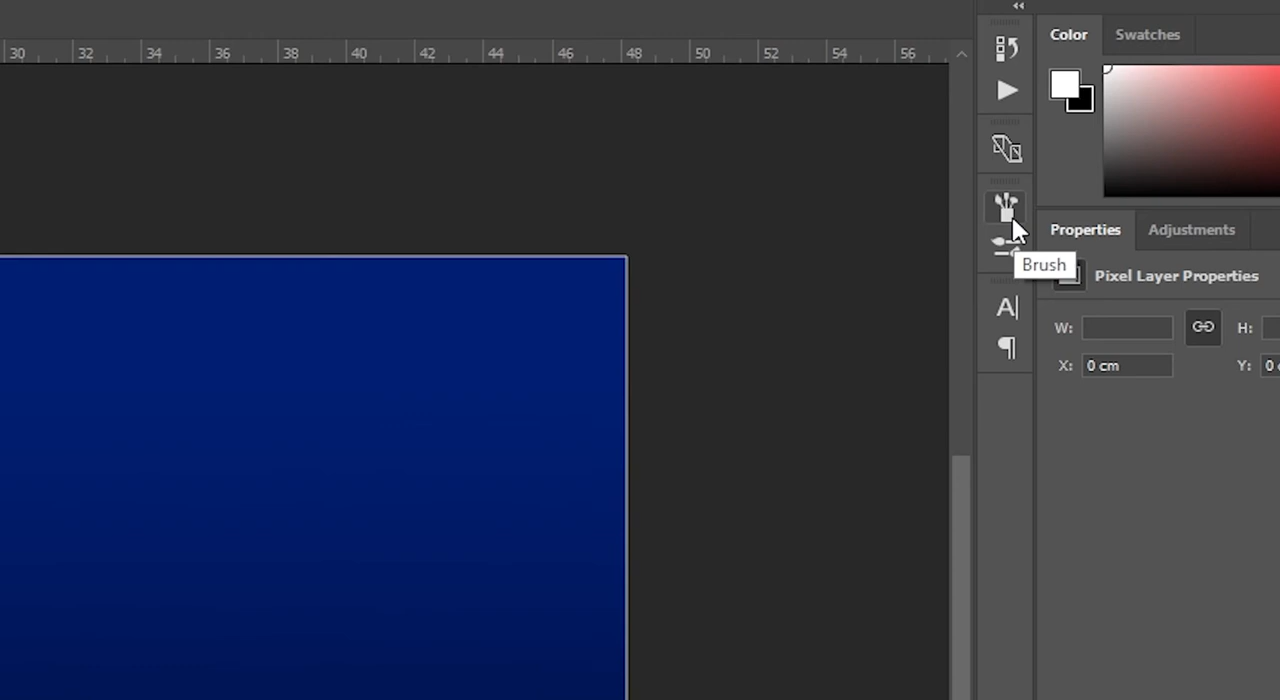 Color Swatches
30 32 34 36 38 40 42 44 46 48 50 52 54 56
Properties Adjustments
Brush
Pixel Layer Properties
A
W: H:
¶
X: 0 cm Y: 0